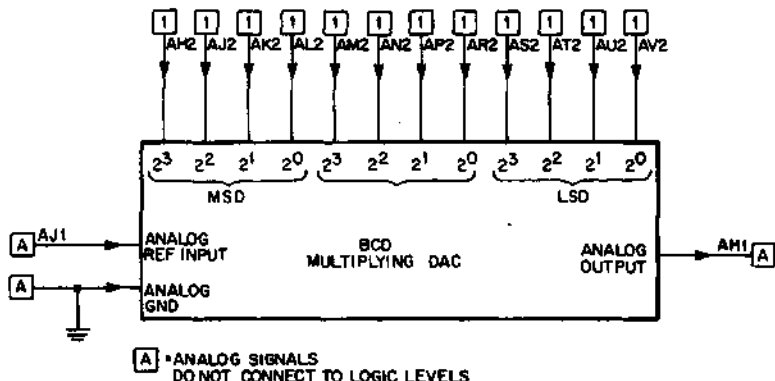 1 1 1 1 1 1 1 1 1 1 1 1
AH2 AJ2 AK2 AL2 AM2 AN2 AP2 AR2 AS2 AT2 AU2 AV2
2³ 2² 2¹ 2⁰ 2³ 2² 2¹ 2⁰ 2³ 2² 2¹ 2⁰
MSD LSD
A AJ1 ANALOG
REF INPUT
BCD
MULTIPLYING DAC
ANALOG
OUTPUT
AH1 A
A ANALOG
GND
A = ANALOG SIGNALS
DO NOT CONNECT TO LOGIC LEVELS